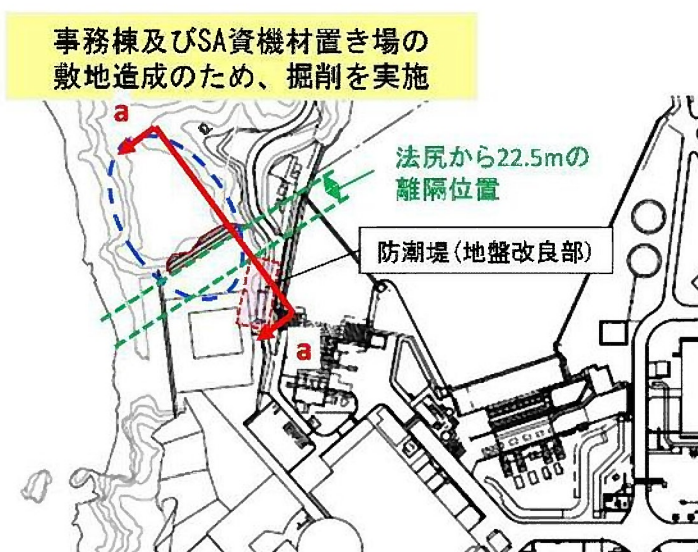 事務棟及びSA資機材置き場の
敷地造成のため、掘削を実施
a
法尻から22.5mの
離隔位置
防潮堤(地盤改良部)
a